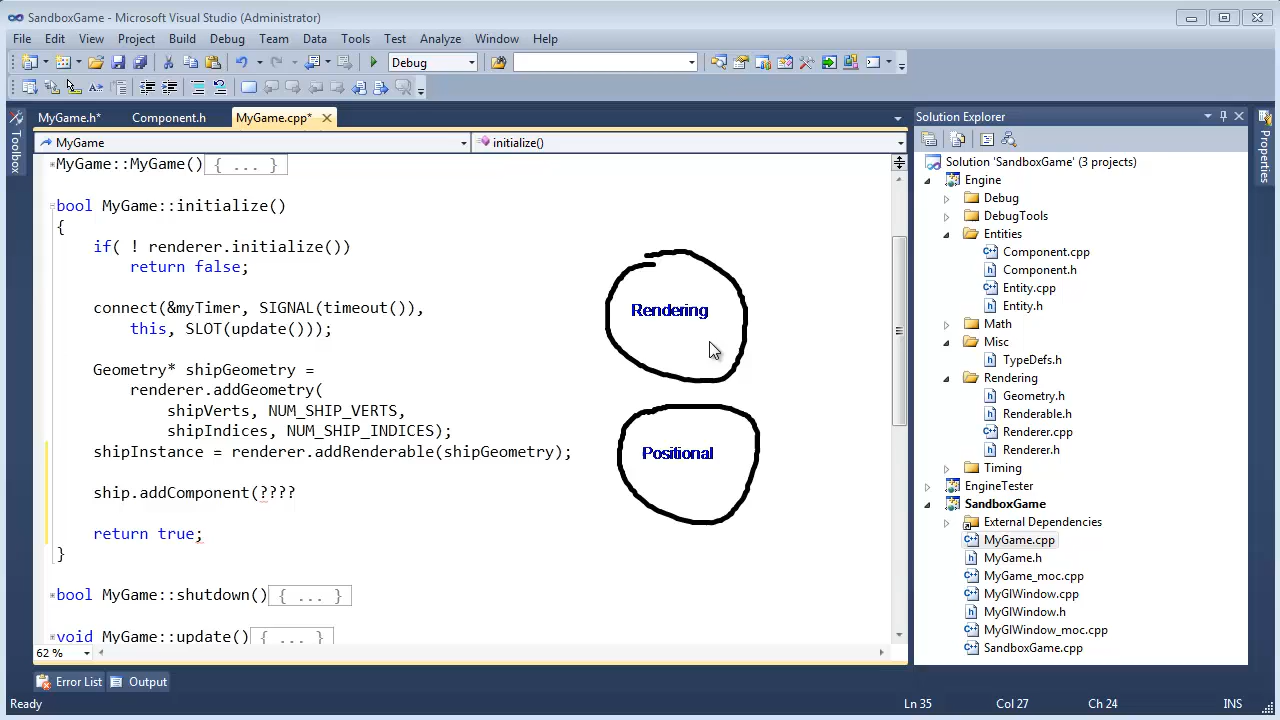 SandboxGame - Microsoft Visual Studio (Administrator)
File Edit View Project Build Debug Team Data Tools Test Analyze Window Help
Debug
MyGame.h* Component.h MyGame.cpp*
MyGame initialize()
Toolbox
MyGame::MyGame() { ... }
bool MyGame::initialize()
{
if( ! renderer.initialize())
return false;
connect(&myTimer, SIGNAL(timeout()),
this, SLOT(update()));
Geometry* shipGeometry =
renderer.addGeometry(
shipVerts, NUM_SHIP_VERTS,
shipIndices, NUM_SHIP_INDICES);
shipInstance = renderer.addRenderable(shipGeometry);
ship.addComponent(????
return true;
}
bool MyGame::shutdown() { ... }
void MyGame::update() { ... }
Rendering
Positional
62 %
Solution Explorer
Solution 'SandboxGame' (3 projects)
Engine
Debug
DebugTools
Entities
Component.cpp
Component.h
Entity.cpp
Entity.h
Math
Misc
TypeDefs.h
Rendering
Geometry.h
Renderable.h
Renderer.cpp
Renderer.h
Timing
EngineTester
SandboxGame
External Dependencies
MyGame.cpp
MyGame.h
MyGame_moc.cpp
MyGlWindow.cpp
MyGlWindow.h
MyGlWindow_moc.cpp
SandboxGame.cpp
Properties
Error List Output
Ready Ln 35 Col 27 Ch 24 INS